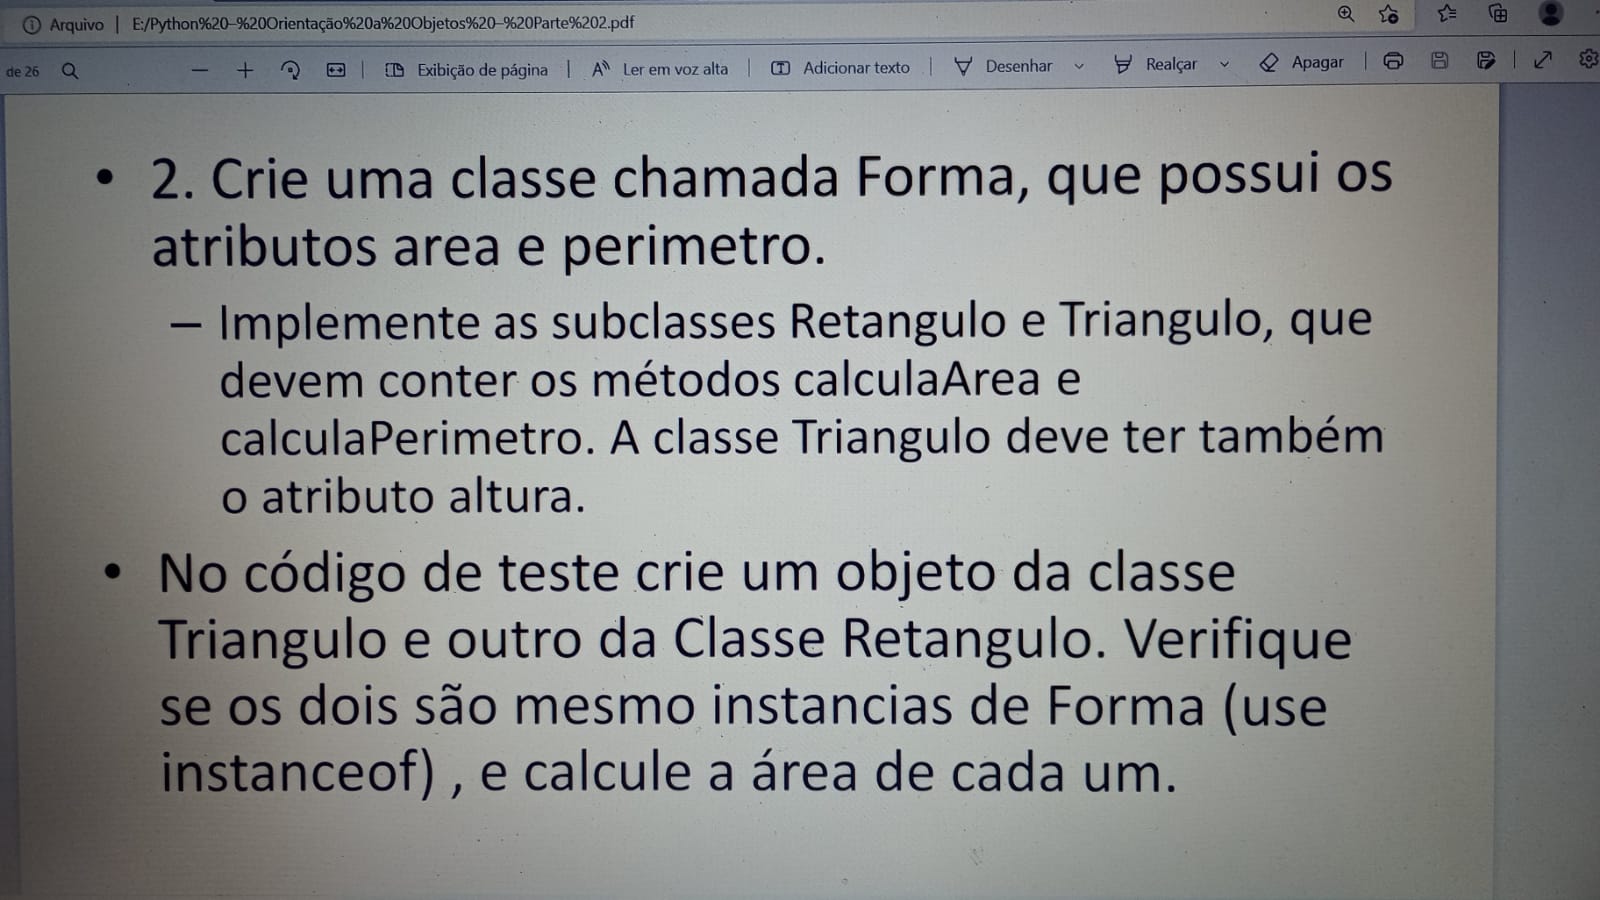 Arquivo | E:/Python%20–%20Orientação%20a%20Objetos%20–%20Parte%202.pdf
de 26 Exibição de página Ler em voz alta Adicionar texto Desenhar Realçar Apagar
• 2. Crie uma classe chamada Forma, que possui os
atributos area e perimetro.
– Implemente as subclasses Retangulo e Triangulo, que
devem conter os métodos calculaArea e
calculaPerimetro. A classe Triangulo deve ter também
o atributo altura.
• No código de teste crie um objeto da classe
Triangulo e outro da Classe Retangulo. Verifique
se os dois são mesmo instancias de Forma (use
instanceof) , e calcule a área de cada um.